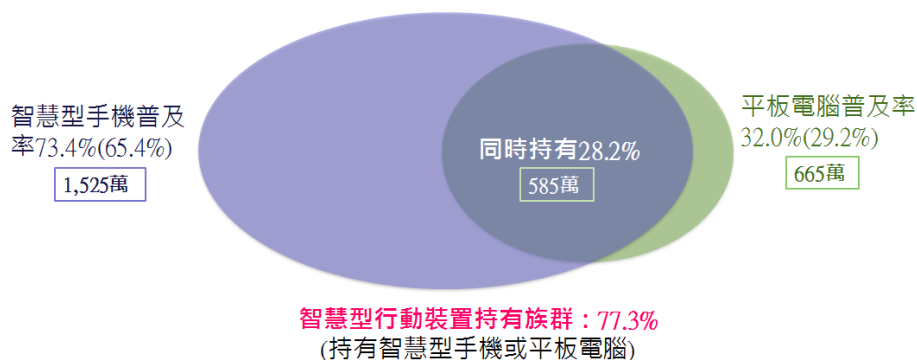 智慧型手機普及
率73.4%(65.4%)
1,525萬
同時持有28.2%
585萬
平板電腦普及率
32.0%(29.2%)
665萬
智慧型行動裝置持有族群：77.3%
(持有智慧型手機或平板電腦)